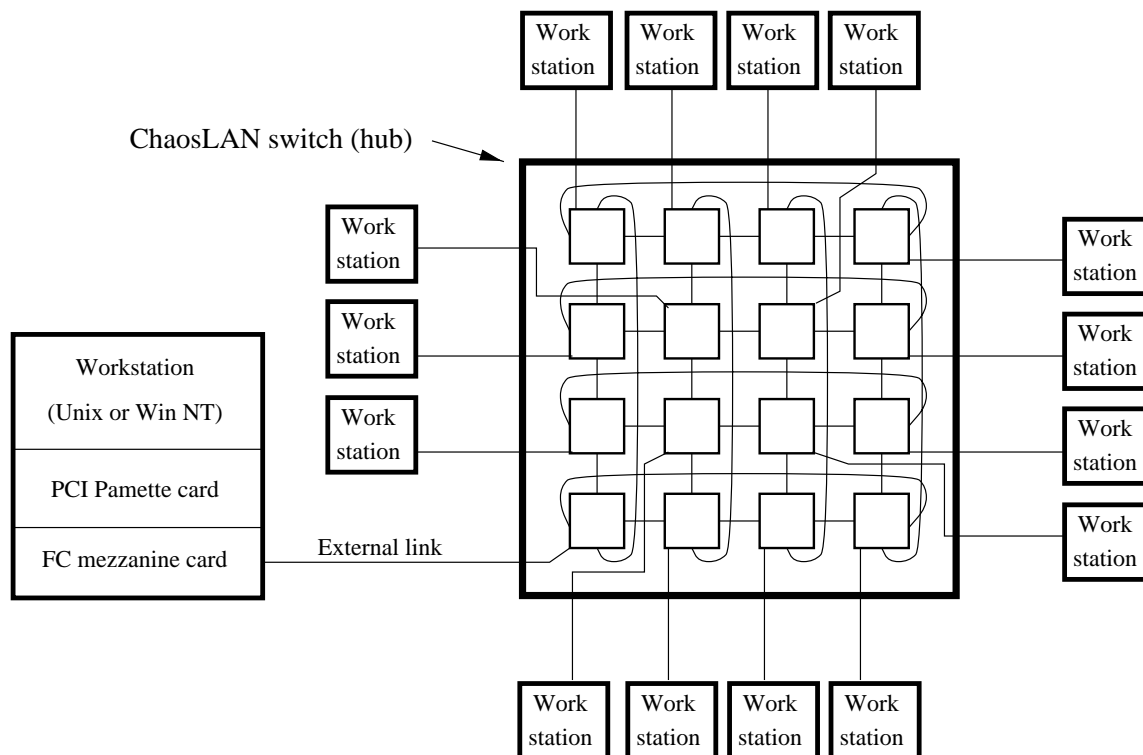 Work
station
Work
station
Work
station
Work
station
ChaosLAN switch (hub)
Work
station
Work
station
Work
station
Work
station
Work
station
Work
station
Work
station
Workstation
(Unix or Win NT)
PCI Pamette card
FC mezzanine card
External link
Work
station
Work
station
Work
station
Work
station